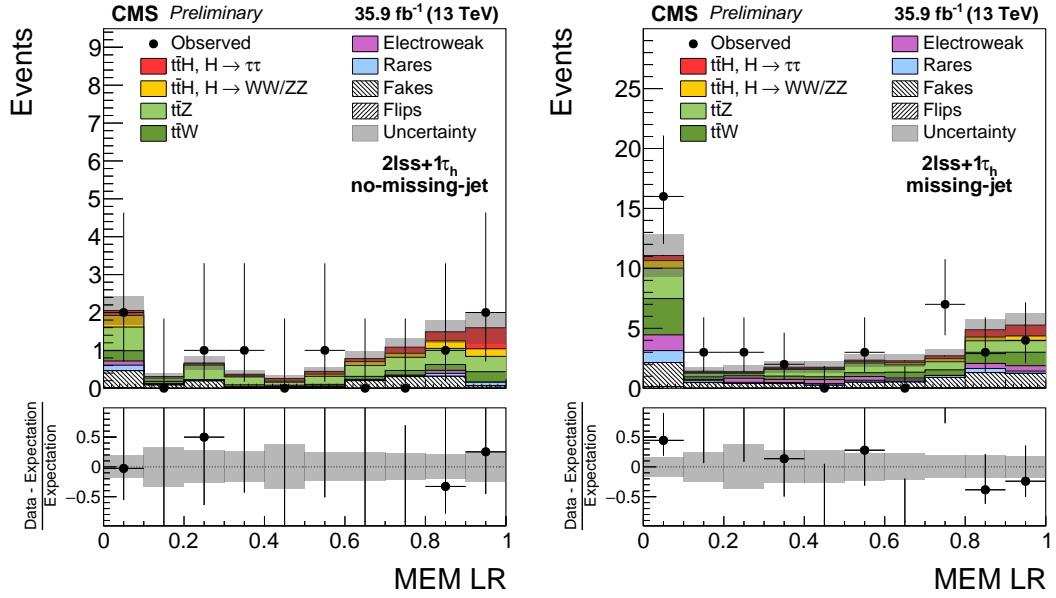 CMS Preliminary 35.9 fb⁻¹ (13 TeV)
Events
9
8
7
6
5
4
3
2
1
0
Observed
tt̄H, H → ττ
tt̄H, H → WW/ZZ
tt̄Z
tt̄W
Electroweak
Rares
Fakes
Flips
Uncertainty
2lss+1τh
no-missing-jet
Data - Expectation
Expectation
0.5
0
−0.5
0 0.2 0.4 0.6 0.8 1
MEM LR
CMS Preliminary 35.9 fb⁻¹ (13 TeV)
Events
25
20
15
10
5
0
Observed
tt̄H, H → ττ
tt̄H, H → WW/ZZ
tt̄Z
tt̄W
Electroweak
Rares
Fakes
Flips
Uncertainty
2lss+1τh
missing-jet
Data - Expectation
Expectation
0.5
0
−0.5
0 0.2 0.4 0.6 0.8 1
MEM LR